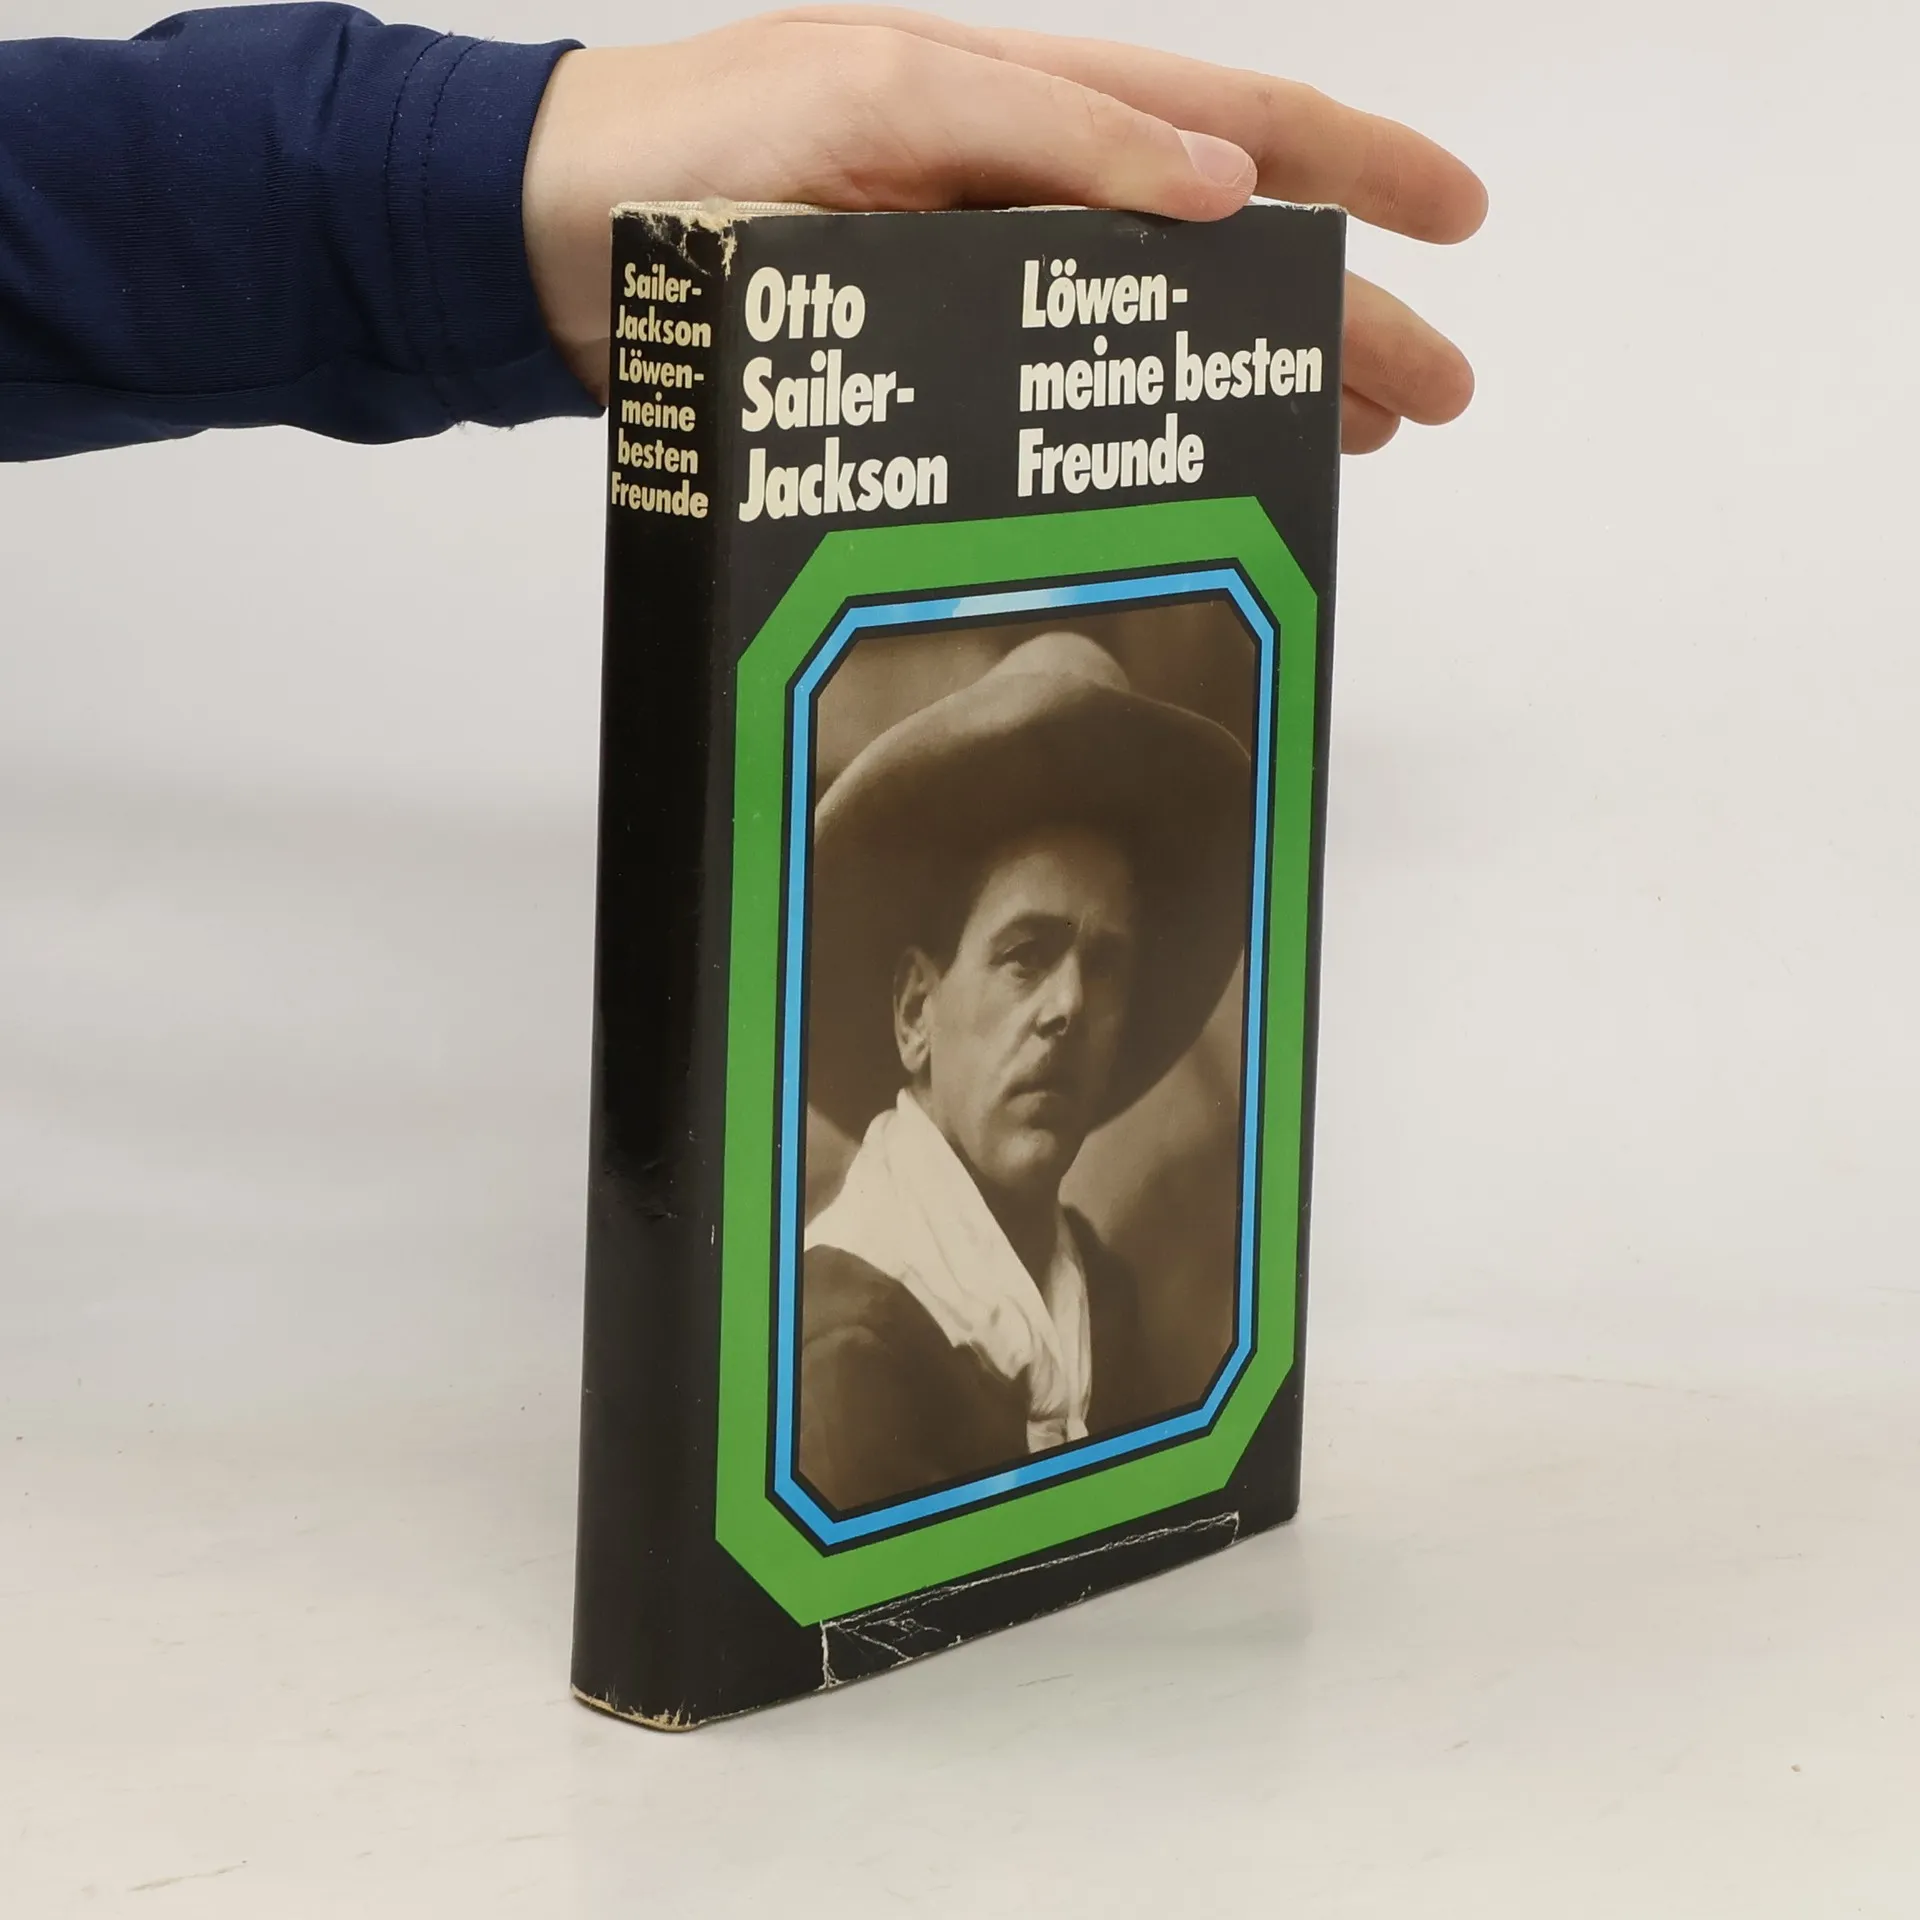 Sailer-
Jackson
Löwen-
meine
besten
Freunde
Otto
Sailer-
Jackson
Löwen-
meine besten
Freunde